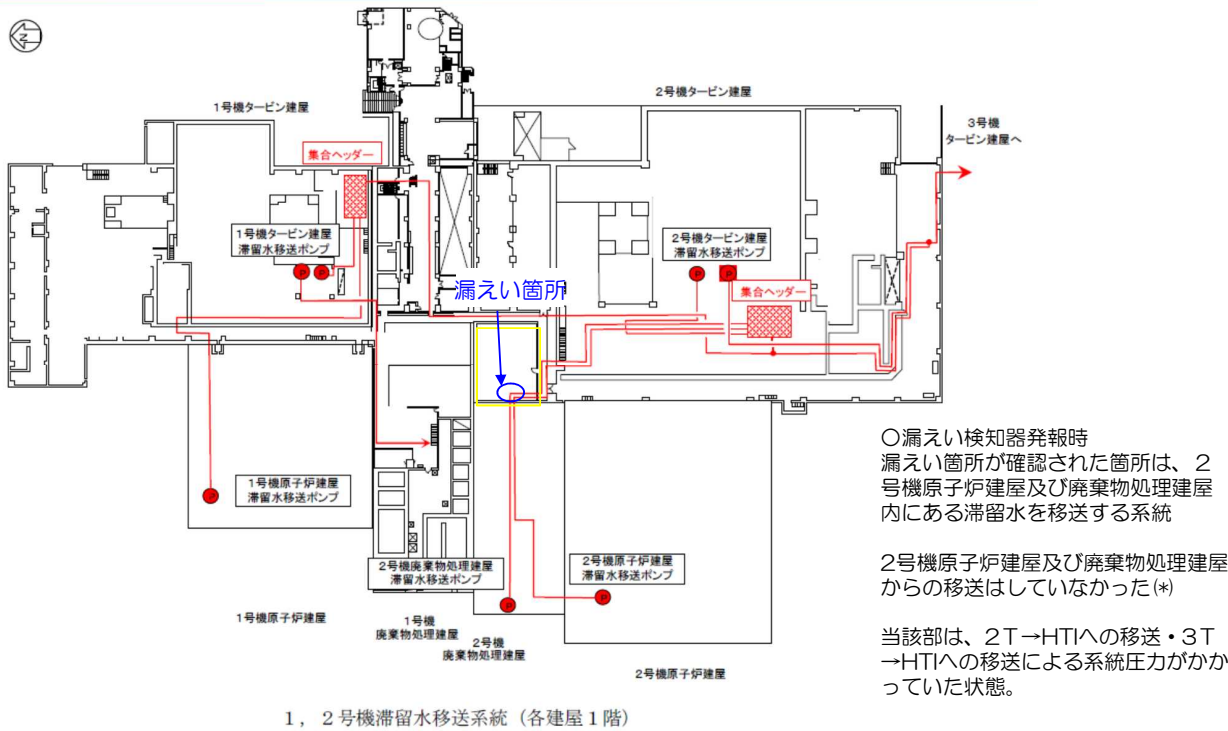 N
1号機タービン建屋
2号機タービン建屋
3号機
タービン建屋へ
集合ヘッダー
1号機タービン建屋
滞留水移送ポンプ
P
P
2号機タービン建屋
滞留水移送ポンプ
P
P
集合ヘッダー
漏えい箇所
1号機原子炉建屋
滞留水移送ポンプ
P
2号機廃棄物処理建屋
滞留水移送ポンプ
P
2号機原子炉建屋
滞留水移送ポンプ
P
1号機原子炉建屋
1号機
廃棄物処理建屋
2号機
廃棄物処理建屋
2号機原子炉建屋
〇漏えい検知器発報時
漏えい箇所が確認された箇所は、2
号機原子炉建屋及び廃棄物処理建屋
内にある滞留水を移送する系統
2号機原子炉建屋及び廃棄物処理建屋
からの移送はしていなかった(*)
当該部は、2T→HTIへの移送・3T
→HTIへの移送による系統圧力がかか
っていた状態。
1，2号機滞留水移送系統（各建屋1階）